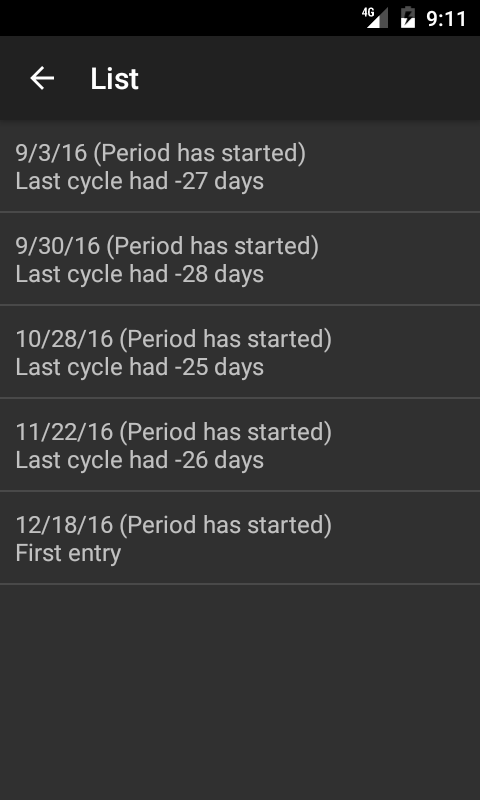 4G 9:11
List
9/3/16 (Period has started)
Last cycle had -27 days
9/30/16 (Period has started)
Last cycle had -28 days
10/28/16 (Period has started)
Last cycle had -25 days
11/22/16 (Period has started)
Last cycle had -26 days
12/18/16 (Period has started)
First entry